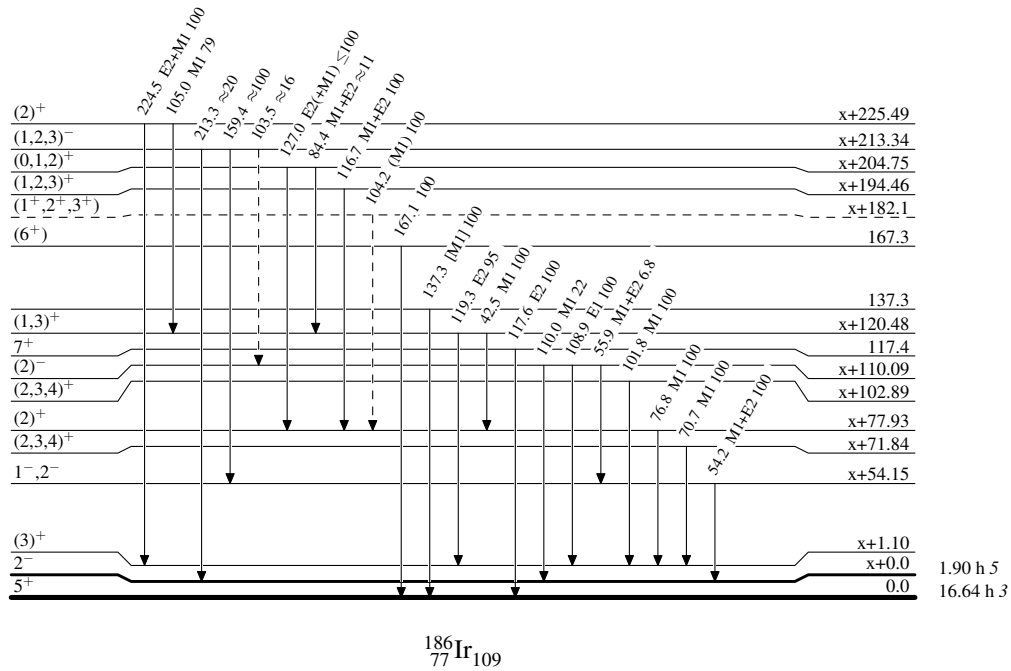 224.5 E2+M1 100
105.0 M1 79
213.3 ≈20
159.4 ≈100
103.5 ≈16
127.0 E2(+M1) ≤100
84.4 M1+E2 ≈11
116.7 M1+E2 100
104.2 (M1) 100
167.1 100
137.3 [M1] 100
119.3 E2 95
42.5 M1 100
117.6 E2 100
110.0 M1 22
108.9 E1 100
55.9 M1+E2 6.8
101.8 M1 100
76.8 M1 100
70.7 M1 100
54.2 M1+E2 100
(2)⁺ x+225.49
(1,2,3)⁻ x+213.34
(0,1,2)⁺ x+204.75
(1,2,3)⁺ x+194.46
(1⁺,2⁺,3⁺) x+182.1
(6⁺) 167.3
137.3
(1,3)⁺ x+120.48
7⁺ 117.4
(2)⁻ x+110.09
(2,3,4)⁺ x+102.89
(2)⁺ x+77.93
(2,3,4)⁺ x+71.84
1⁻,2⁻ x+54.15
(3)⁺ x+1.10
2⁻ x+0.0 1.90 h 5
5⁺ 0.0 16.64 h 3
¹⁸⁶₇₇Ir₁₀₉